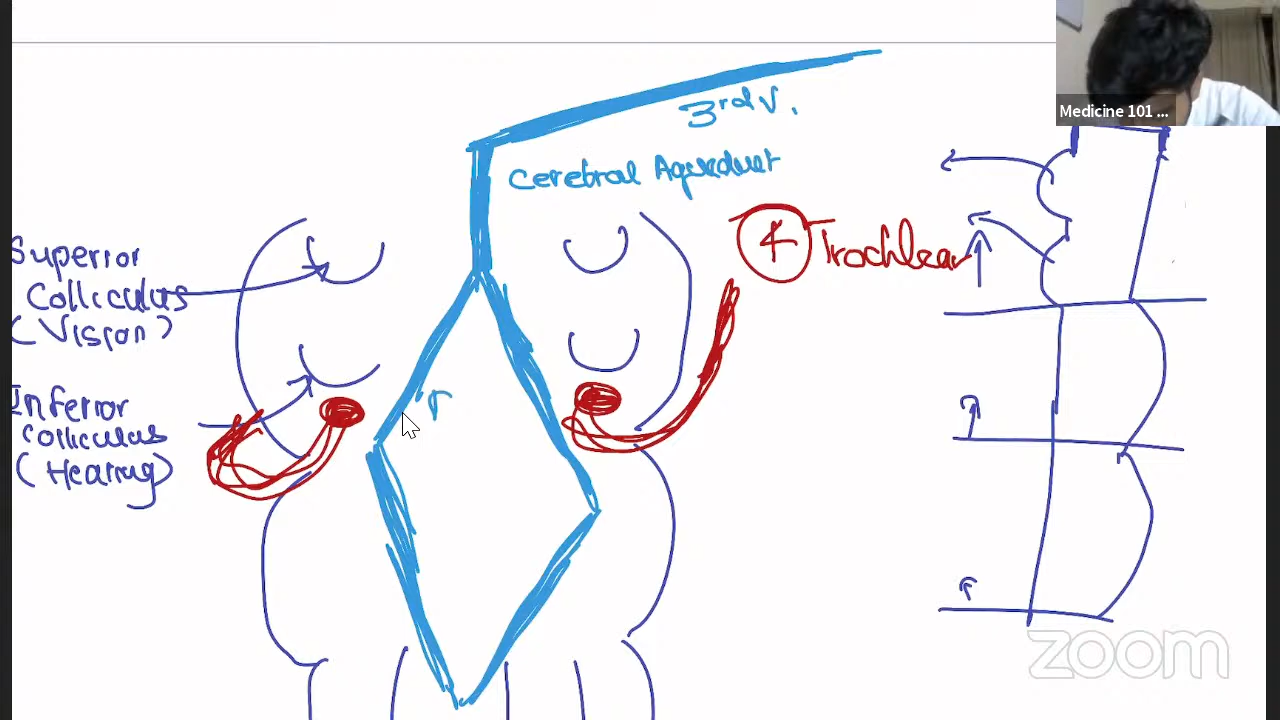 3rd V.
Medicine 101 ...
Cerebral Aqueduct
4 Trochlear
Superior
Colliculus
(Vision)
Inferior
Colliculus
(Hearing)
zoom